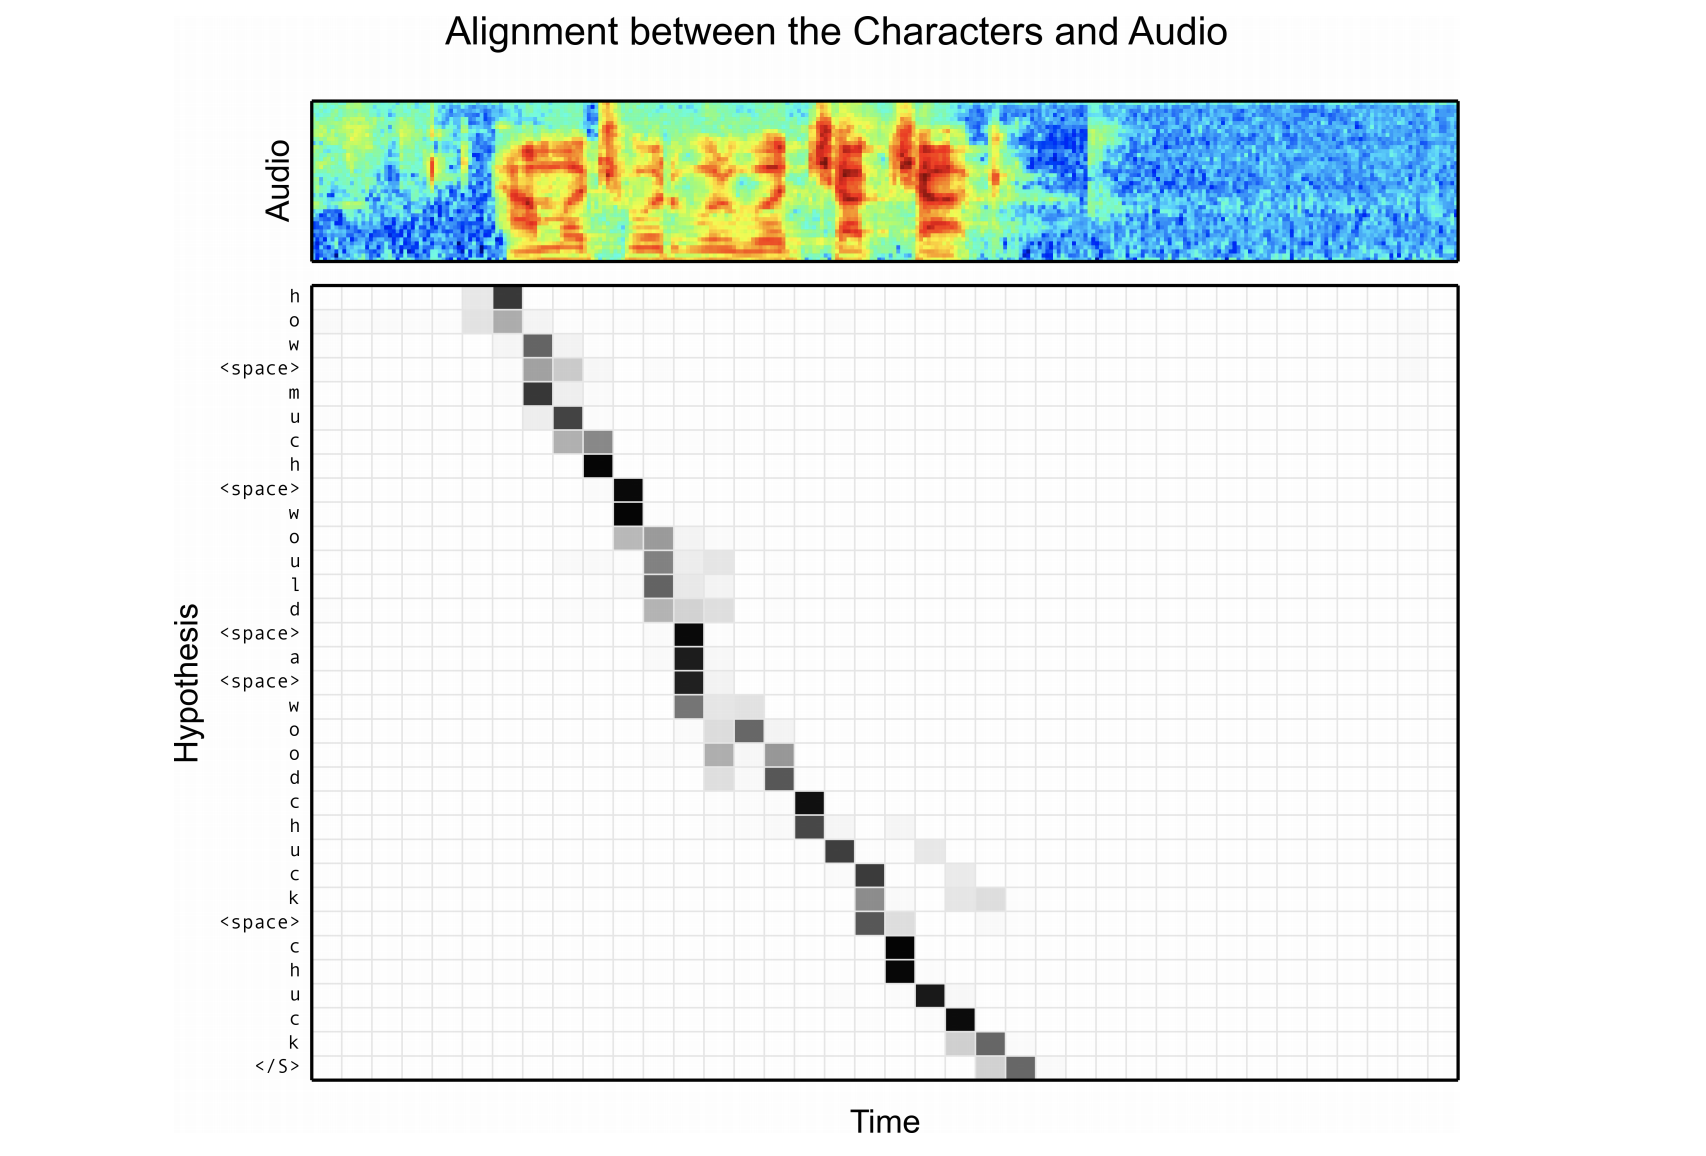 Alignment between the Characters and Audio
Audio
Hypothesis
h
o
w
<space>
m
u
c
h
<space>
w
o
u
l
d
<space>
a
<space>
w
o
o
d
c
h
u
c
k
<space>
c
h
u
c
k
</S>
Time